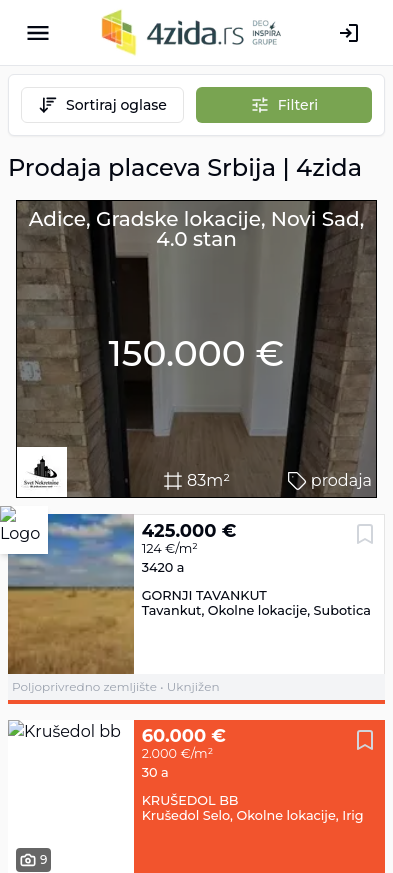 4zida.rs
DEO
INSPIRA
GRUPE
Sortiraj oglase
Filteri
Prodaja placeva Srbija | 4zida
Adice, Gradske lokacije, Novi Sad,
4.0 stan
150.000 €
Svet Nekretnine
83m²
prodaja
Logo
425.000 €
124 €/m²
3420 a
GORNJI TAVANKUT
Tavankut, Okolne lokacije, Subotica
Poljoprivredno zemljište • Uknjižen
Krušedol bb
60.000 €
2.000 €/m²
30 a
KRUŠEDOL BB
Krušedol Selo, Okolne lokacije, Irig
9